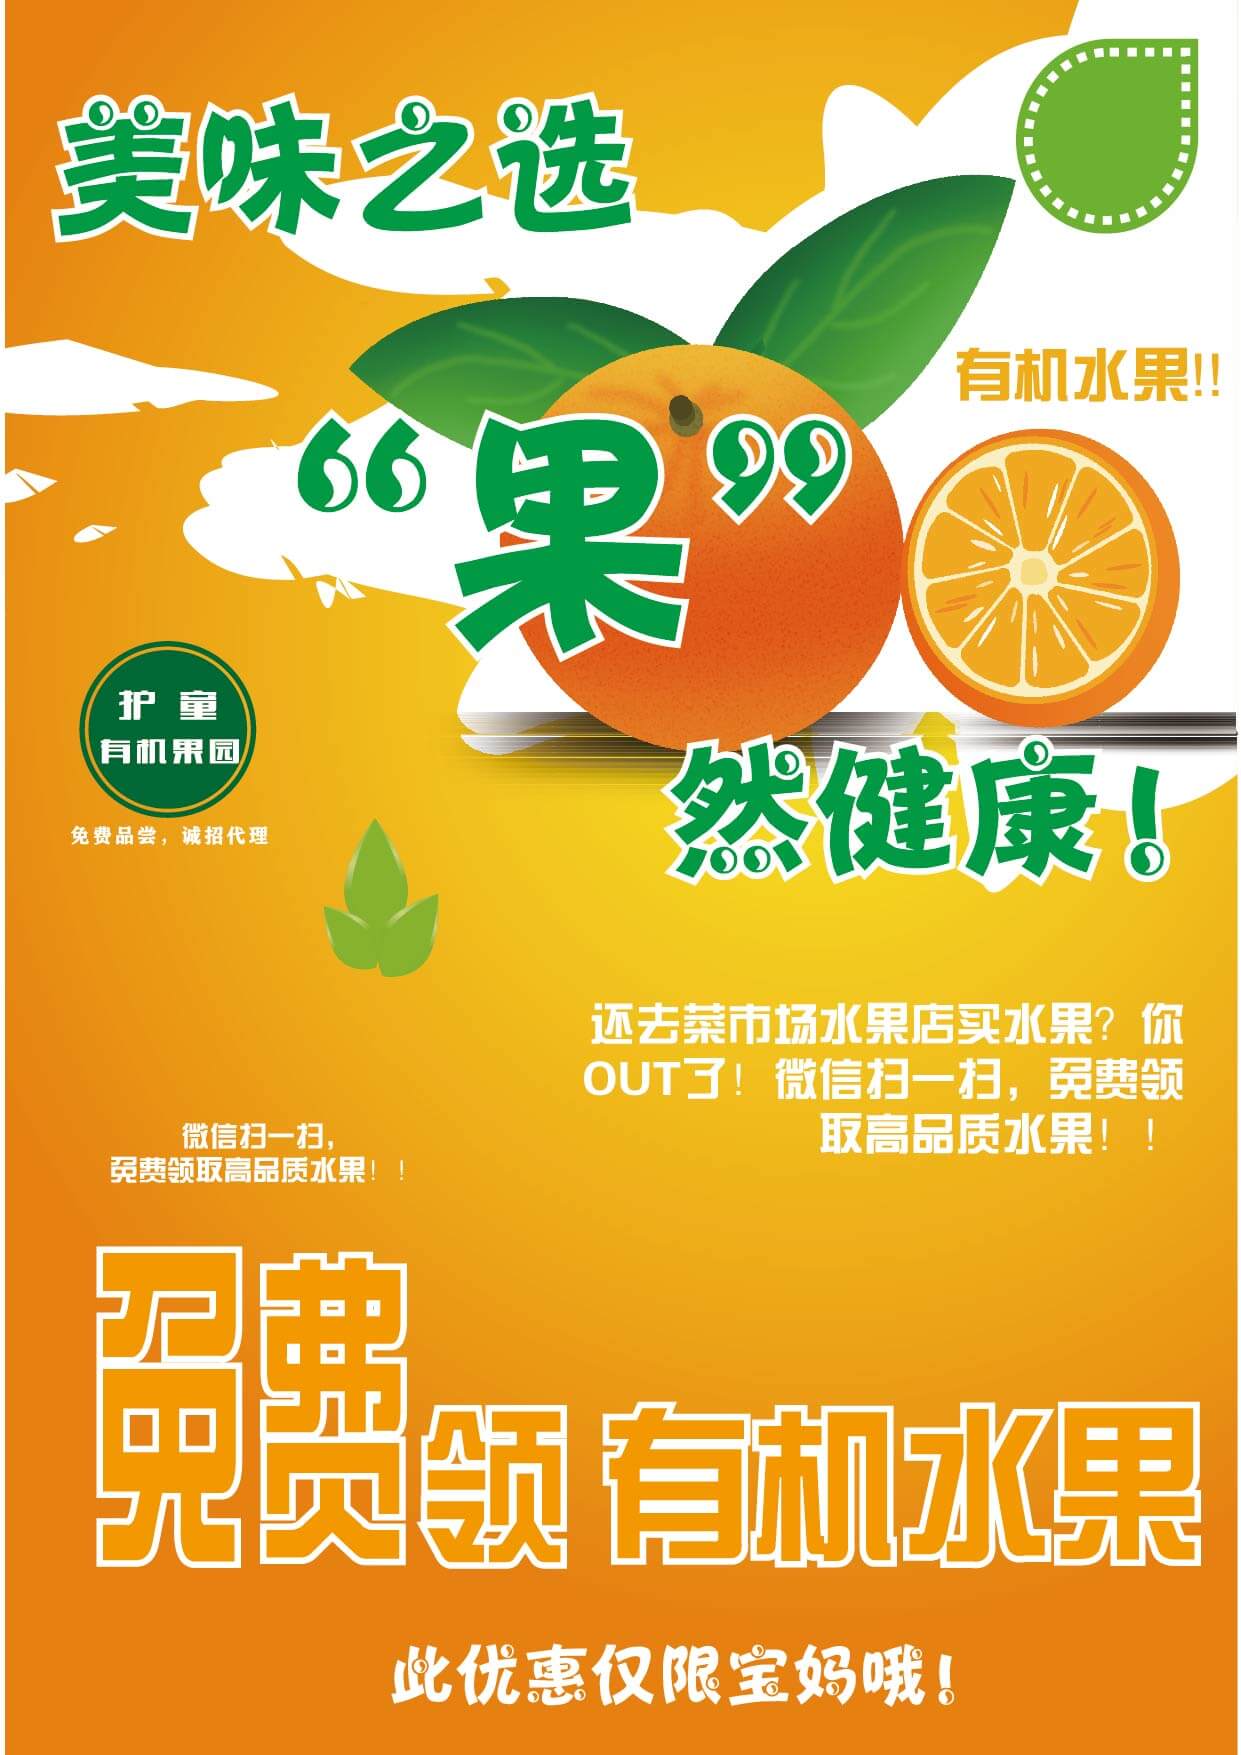 美味之选
有机水果!!
“果”
然健康！
护 童
有机果园
免费品尝，诚招代理
还去菜市场水果店买水果？你
OUT了！微信扫一扫，免费领
取高品质水果！！
微信扫一扫，
免费领取高品质水果！！
免费领 有机水果
此优惠仅限宝妈哦！